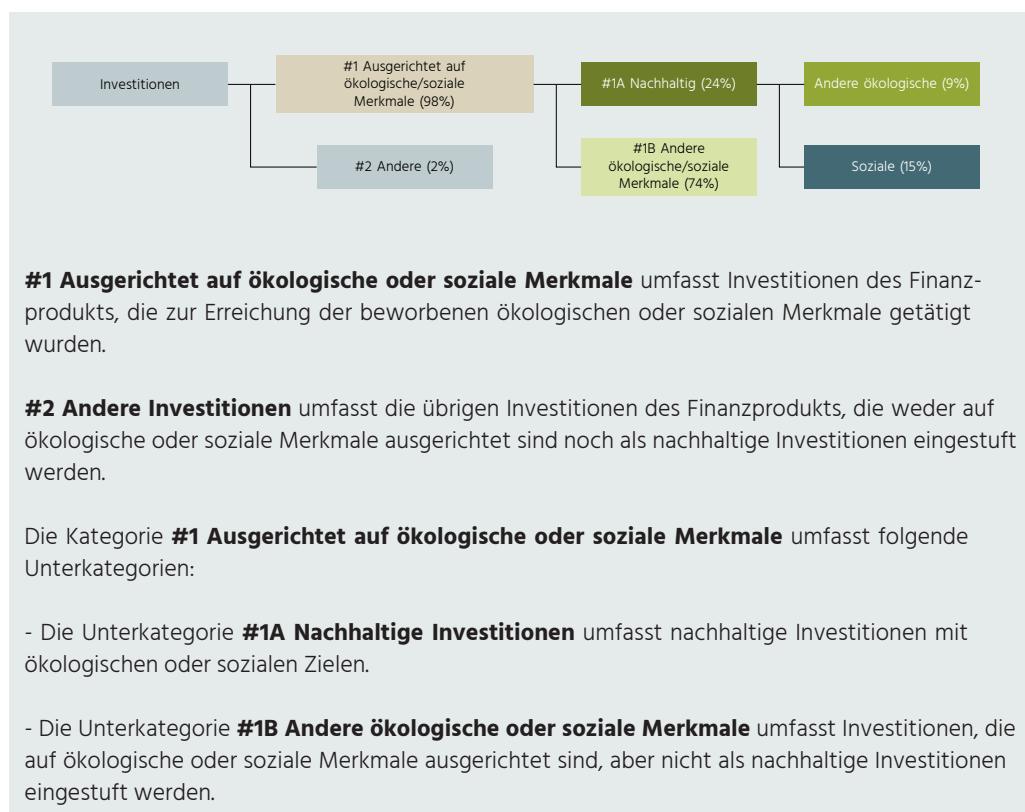 Investitionen
#1 Ausgerichtet auf
ökologische/soziale
Merkmale (98%)
#1A Nachhaltig (24%)
Andere ökologische (9%)
#2 Andere (2%)
#1B Andere
ökologische/soziale
Merkmale (74%)
Soziale (15%)
#1 Ausgerichtet auf ökologische oder soziale Merkmale umfasst Investitionen des Finanz-
produkts, die zur Erreichung der beworbenen ökologischen oder sozialen Merkmale getätigt
wurden.
#2 Andere Investitionen umfasst die übrigen Investitionen des Finanzprodukts, die weder auf
ökologische oder soziale Merkmale ausgerichtet sind noch als nachhaltige Investitionen eingestuft
werden.
Die Kategorie #1 Ausgerichtet auf ökologische oder soziale Merkmale umfasst folgende
Unterkategorien:
- Die Unterkategorie #1A Nachhaltige Investitionen umfasst nachhaltige Investitionen mit
ökologischen oder sozialen Zielen.
- Die Unterkategorie #1B Andere ökologische oder soziale Merkmale umfasst Investitionen, die
auf ökologische oder soziale Merkmale ausgerichtet sind, aber nicht als nachhaltige Investitionen
eingestuft werden.